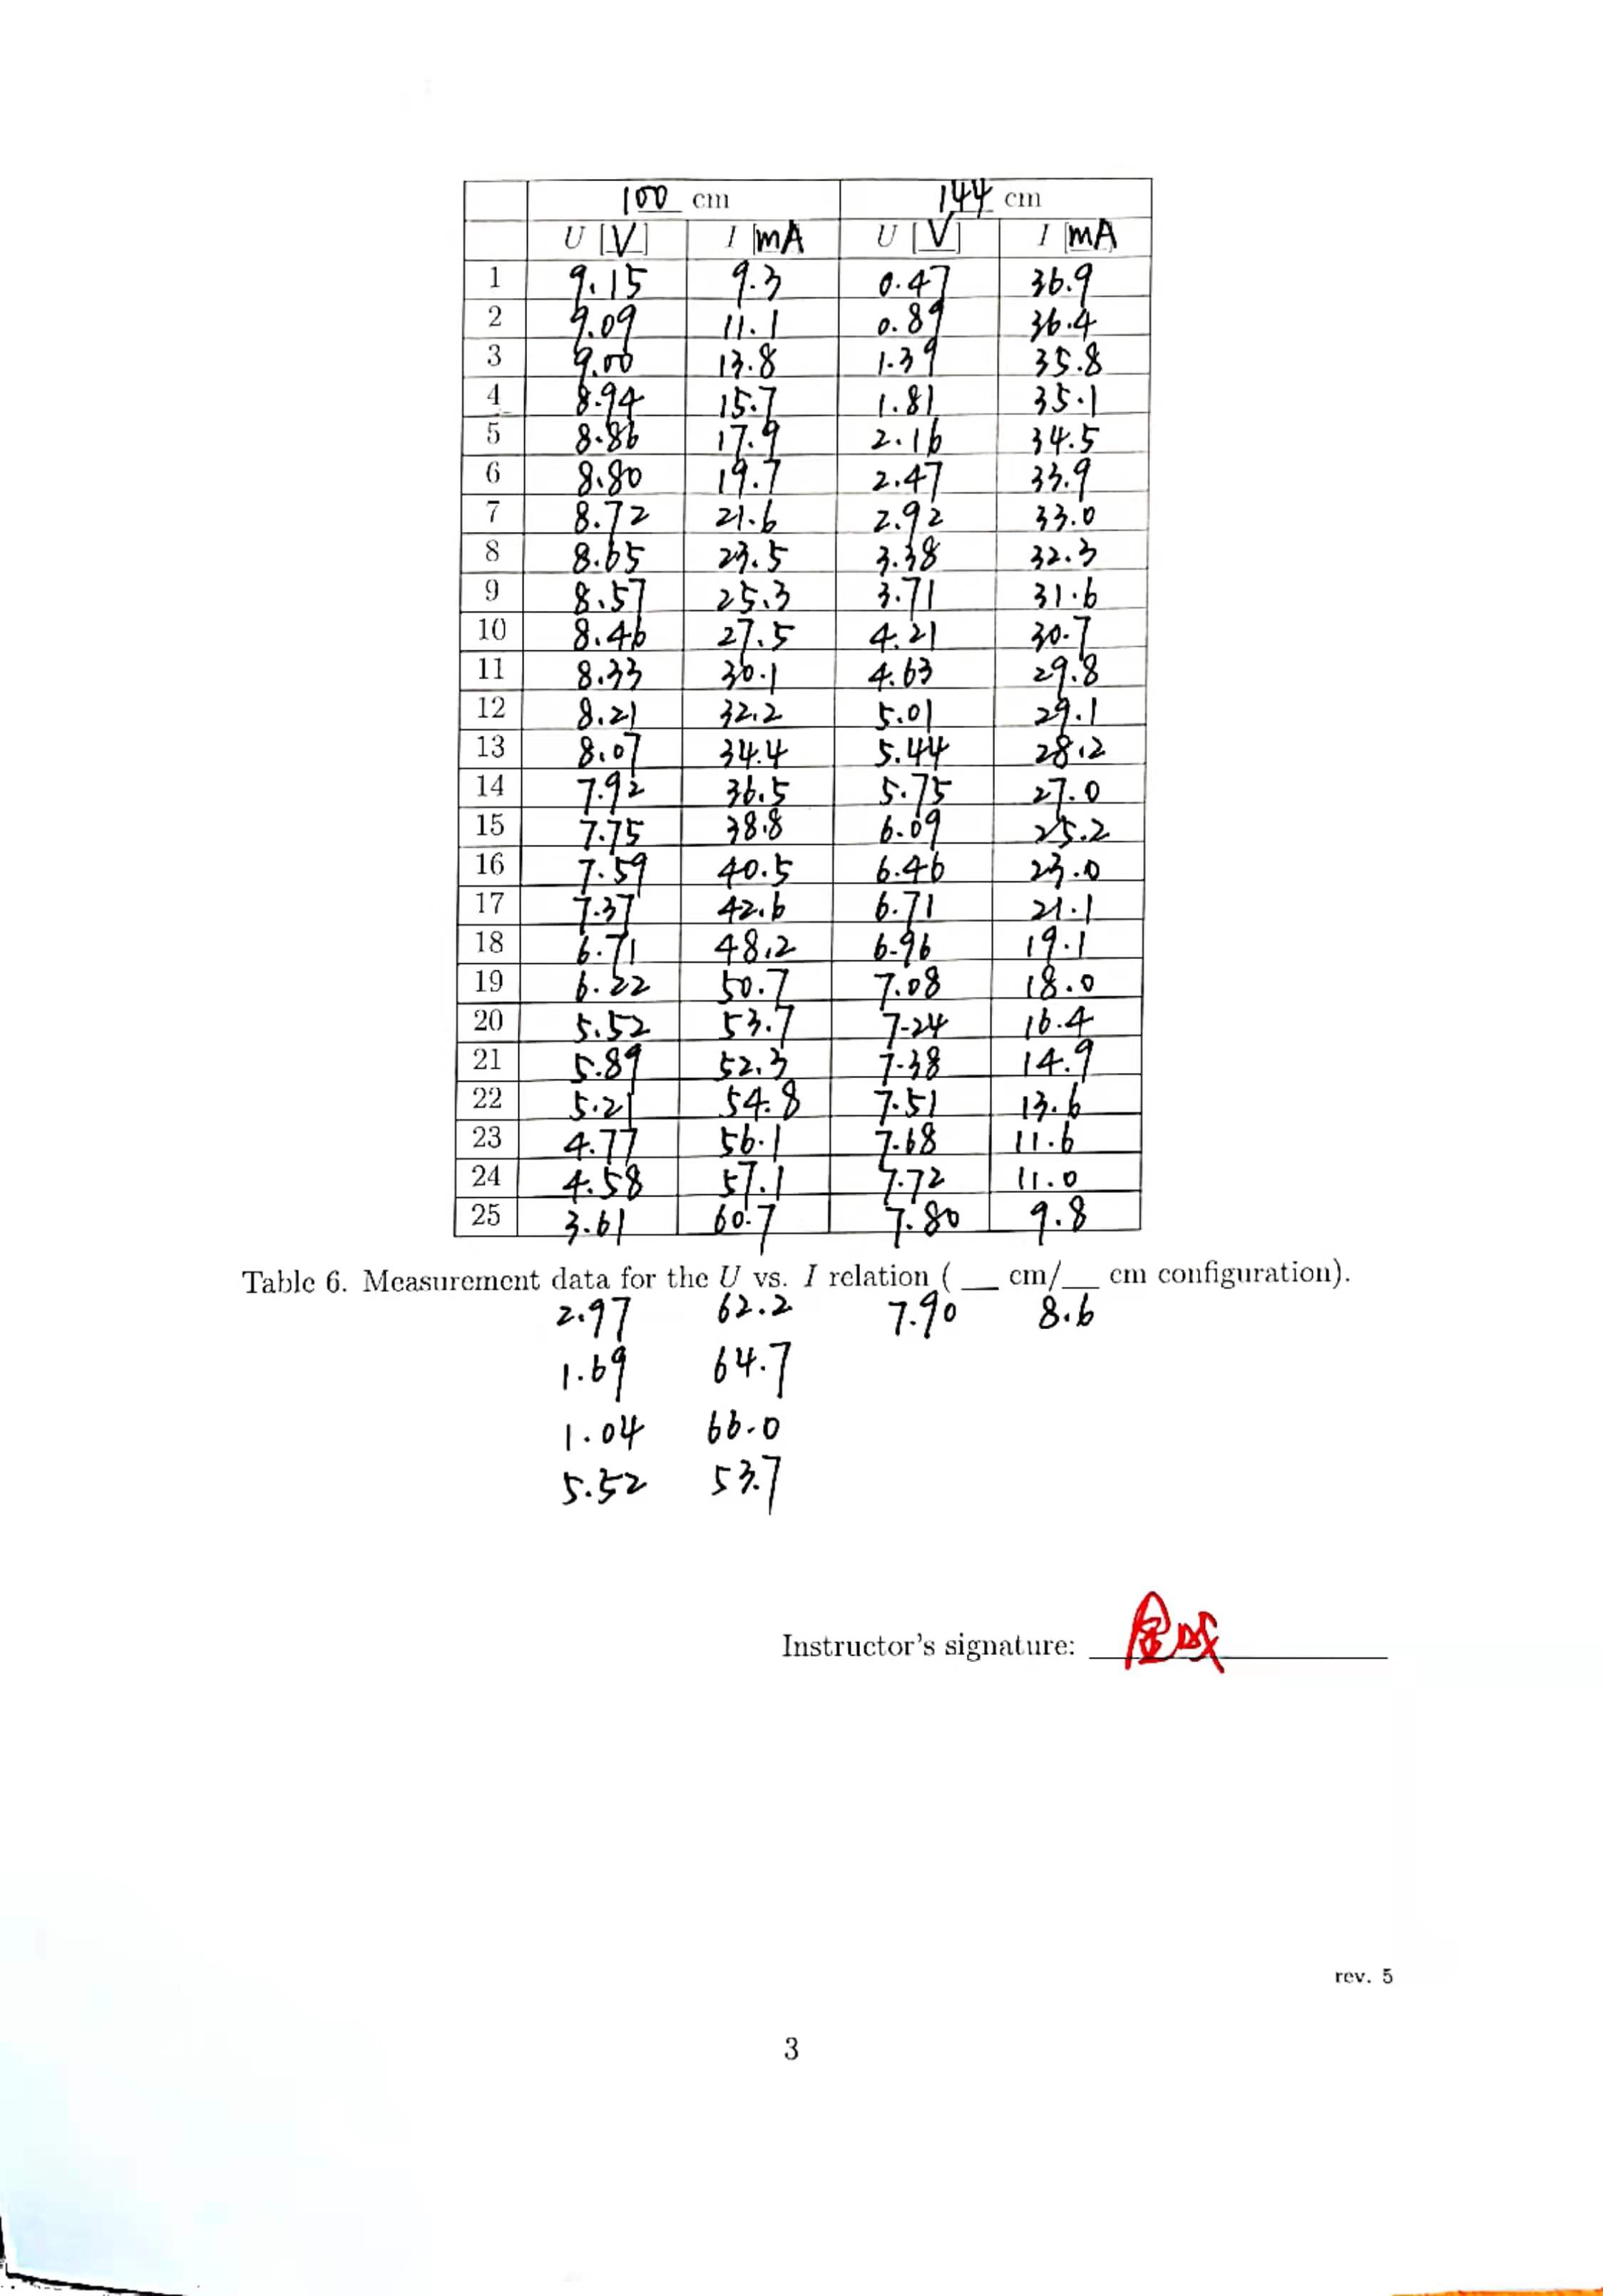 100 cm 144 cm
U [V] I [mA] U [V] I [mA]
1 9.15 9.3 0.47 36.9
2 9.09 11.1 0.89 36.4
3 9.00 13.8 1.39 35.8
4 8.94 15.7 1.81 35.1
5 8.86 17.9 2.16 34.5
6 8.80 19.7 2.47 33.9
7 8.72 21.6 2.92 33.0
8 8.65 23.5 3.38 32.3
9 8.57 25.3 3.71 31.6
10 8.46 27.5 4.21 30.7
11 8.33 30.1 4.63 29.8
12 8.21 32.2 5.01 29.1
13 8.07 34.4 5.44 28.2
14 7.92 36.5 5.75 27.0
15 7.75 38.8 6.09 25.2
16 7.59 40.5 6.46 23.0
17 7.37 42.6 6.71 21.1
18 6.71 48.2 6.96 19.1
19 6.22 50.7 7.08 18.0
20 5.52 53.7 7.24 16.4
21 5.89 52.3 7.38 14.9
22 5.21 54.8 7.51 13.6
23 4.77 56.1 7.68 11.6
24 4.58 57.1 7.72 11.0
25 3.61 60.7 7.80 9.8
Table 6. Measurement data for the U vs. I relation ( __ cm/__ cm configuration).
2.97 62.2 7.90 8.6
1.69 64.7
1.04 66.0
5.52 53.7
Instructor's signature:
rev. 5
3